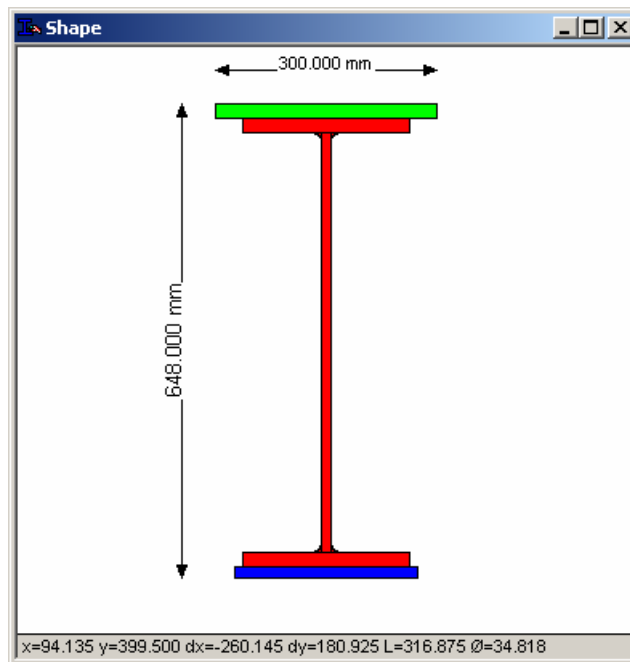 Shape
300.000 mm
648.000 mm
x=94.135 y=399.500 dx=-260.145 dy=180.925 L=316.875 Ø=34.818